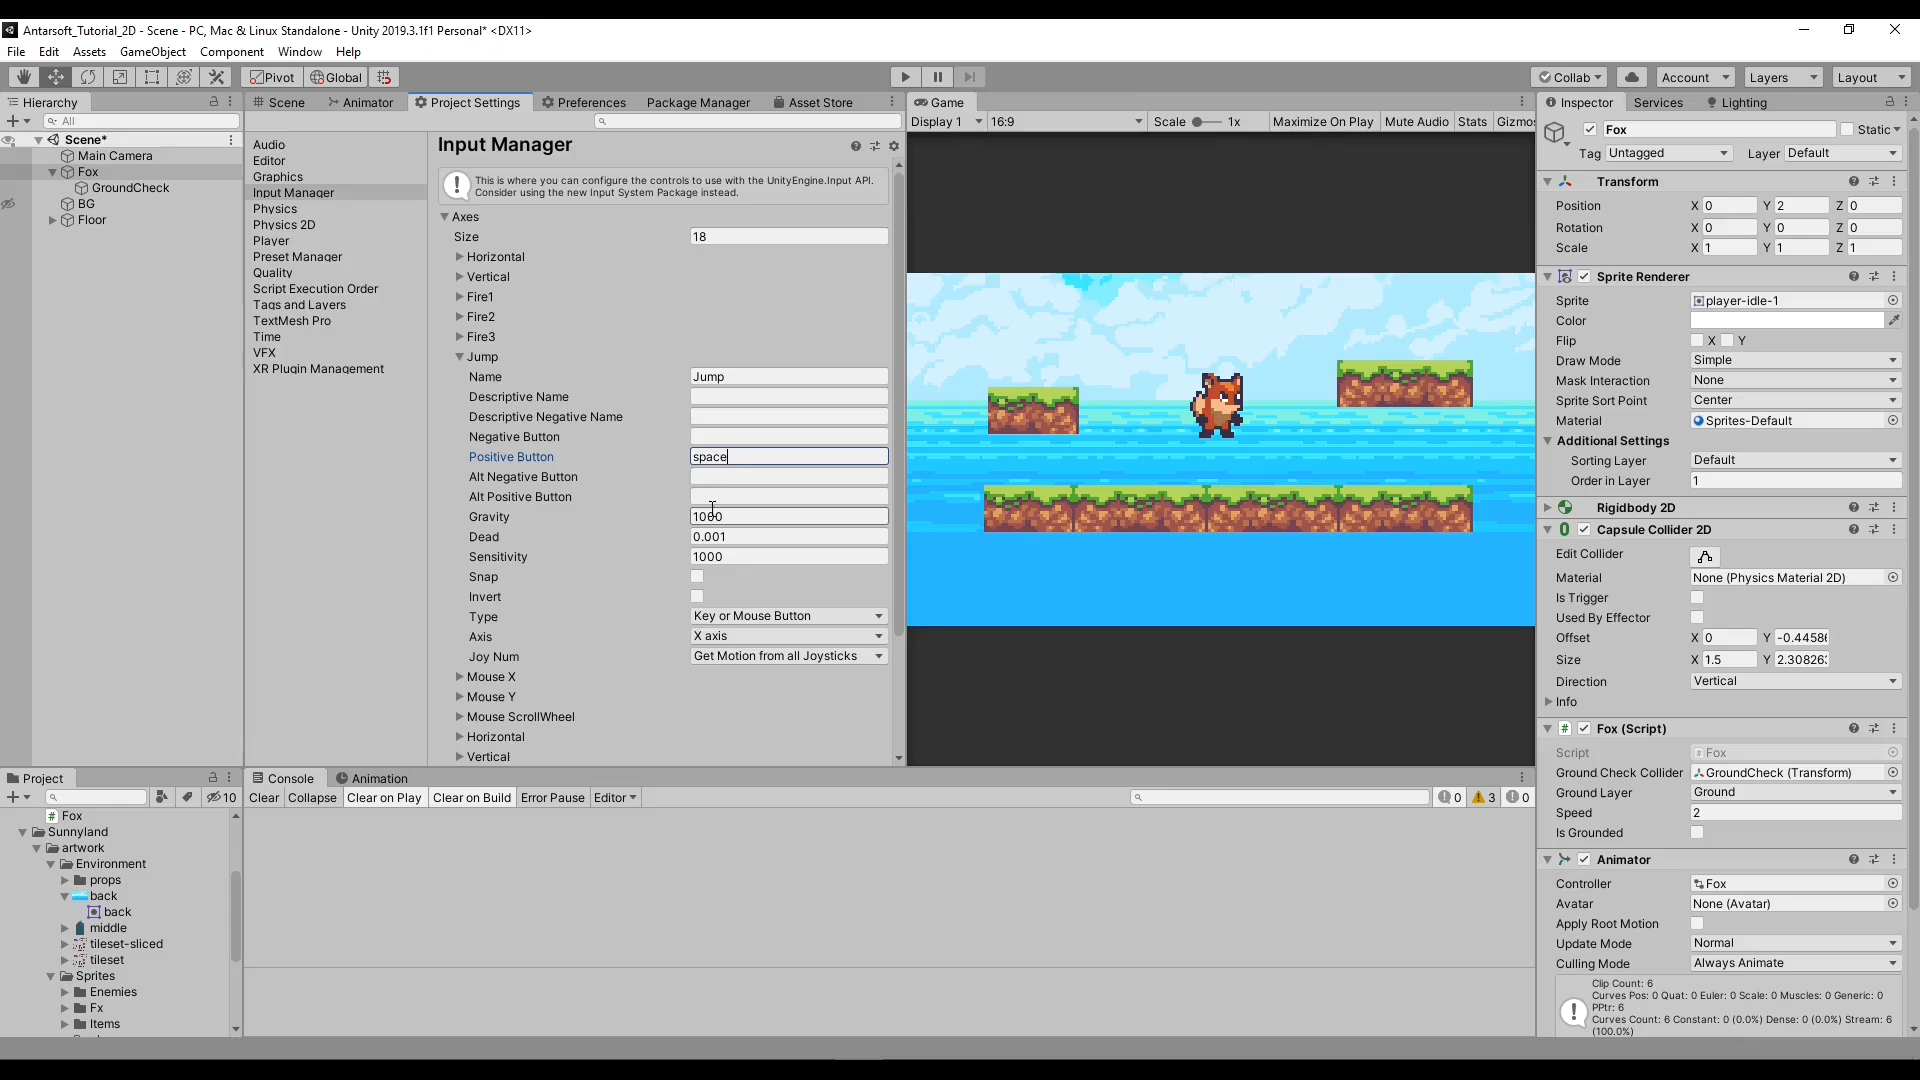 Antarsoft_Tutorial_2D - Scene - PC, Mac & Linux Standalone - Unity 2019.3.1f1 Personal* <DX11>
File Edit Assets GameObject Component Window Help
Pivot Global Collab Account Layers Layout
Hierarchy
All
Scene*
Main Camera
Fox
GroundCheck
BG
Floor
Scene Animator Project Settings Preferences Package Manager Asset Store
Audio
Editor
Graphics
Input Manager
Physics
Physics 2D
Player
Preset Manager
Quality
Script Execution Order
Tags and Layers
TextMesh Pro
Time
VFX
XR Plugin Management
Input Manager
This is where you can configure the controls to use with the UnityEngine.Input API.
Consider using the new Input System Package instead.
Axes
Size 18
Horizontal
Vertical
Fire1
Fire2
Fire3
Jump
Name Jump
Descriptive Name
Descriptive Negative Name
Negative Button
Positive Button space
Alt Negative Button
Alt Positive Button
Gravity 1000
Dead 0.001
Sensitivity 1000
Snap
Invert
Type Key or Mouse Button
Axis X axis
Joy Num Get Motion from all Joysticks
Mouse X
Mouse Y
Mouse ScrollWheel
Horizontal
Vertical
Game
Display 1 16:9 Scale 1x Maximize On Play Mute Audio Stats Gizmos
Inspector Services Lighting
Fox Static
Tag Untagged Layer Default
Transform
Position X 0 Y 2 Z 0
Rotation X 0 Y 0 Z 0
Scale X 1 Y 1 Z 1
Sprite Renderer
Sprite player-idle-1
Color
Flip X Y
Draw Mode Simple
Mask Interaction None
Sprite Sort Point Center
Material Sprites-Default
Additional Settings
Sorting Layer Default
Order in Layer 1
Rigidbody 2D
Capsule Collider 2D
Edit Collider
Material None (Physics Material 2D)
Is Trigger
Used By Effector
Offset X 0 Y -0.4458
Size X 1.5 Y 2.30826
Direction Vertical
Info
# Fox (Script)
Script # Fox
Ground Check Collider GroundCheck (Transform)
Ground Layer Ground
Speed 2
Is Grounded
Animator
Controller Fox
Avatar None (Avatar)
Apply Root Motion
Update Mode Normal
Culling Mode Always Animate
Clip Count: 6
Curves Pos: 0 Quat: 0 Euler: 0 Scale: 0 Muscles: 0 Generic: 0
PPtr: 6
Curves Count: 6 Constant: 0 (0.0%) Dense: 0 (0.0%) Stream: 6
(100.0%)
Project
10
# Fox
Sunnyland
artwork
Environment
props
back
back
middle
tileset-sliced
tileset
Sprites
Enemies
Fx
Items
Console Animation
Clear Collapse Clear on Play Clear on Build Error Pause Editor 0 3 0